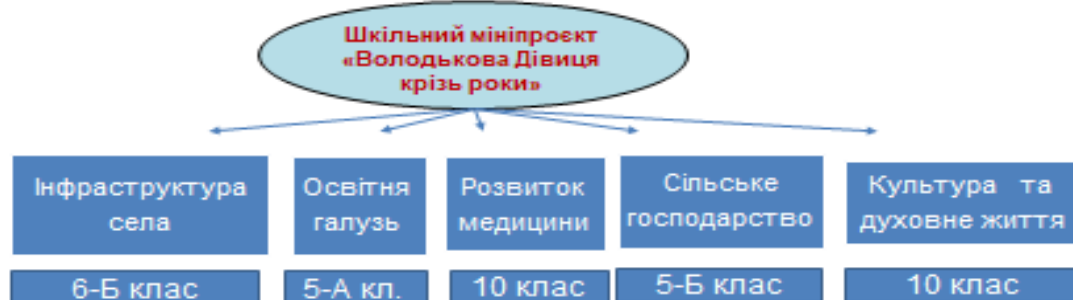 Шкільний мініпроєкт
«Володькова Дівиця
крізь роки»
Інфраструктура
села
Освітня
галузь
Розвиток
медицини
Сільське
господарство
Культура та
духовне життя
6-Б клас
5-А кл.
10 клас
5-Б клас
10 клас